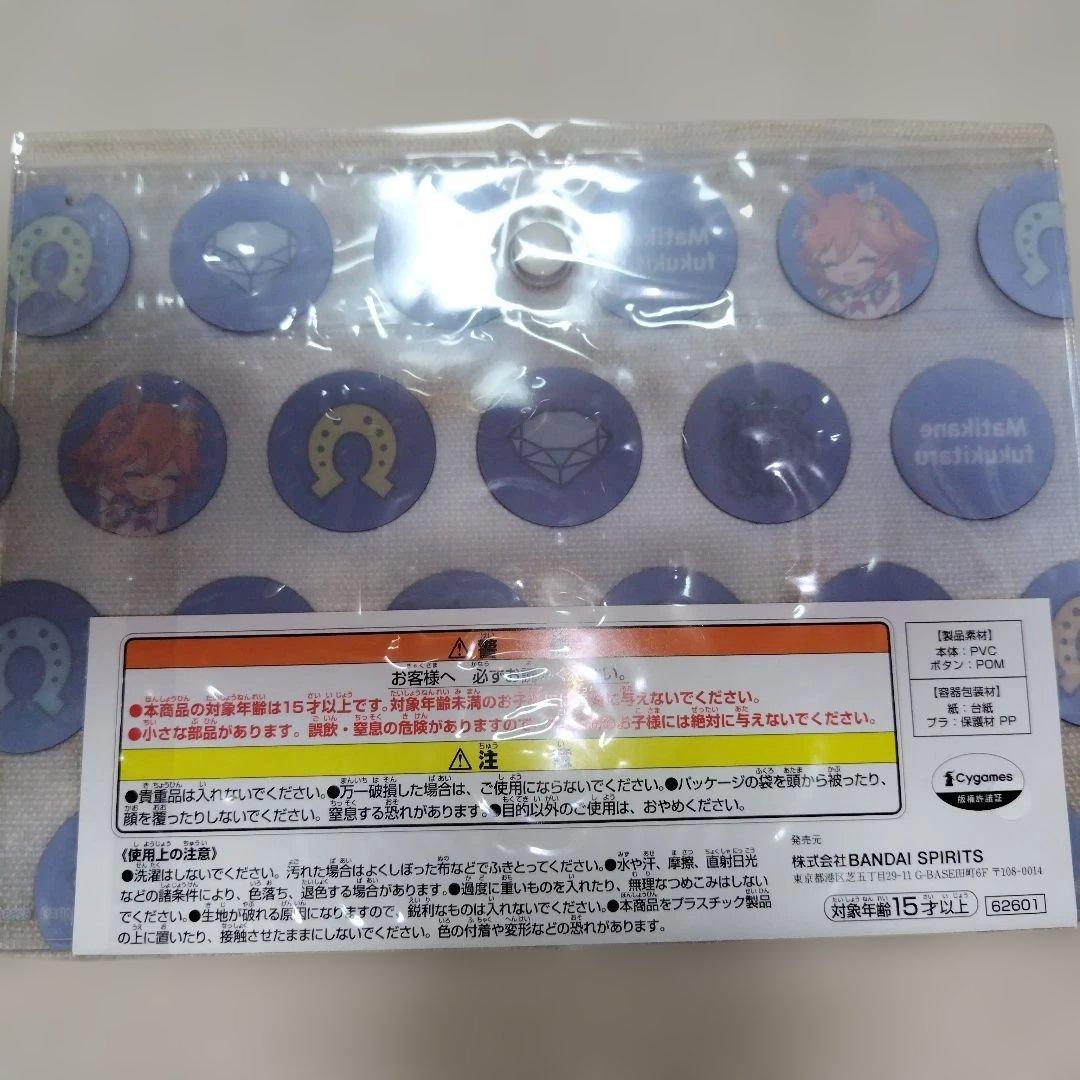 Matikane
fukukitaru
Matikane
fukukitaru
警
お客様へ 必ずお
●本商品の対象年齢は15才以上です。対象年齢未満のお子 に与えないでください。
●小さな部品があります。誤飲・窒息の危険がありますので、 のお子様には絶対に与えないでください。
注 意
●貴重品は入れないでください。●万一破損した場合は、ご使用にならないでください。●パッケージの袋を頭から被ったり、
顔を覆ったりしないでください。窒息する恐れがあります。●目的以外のご使用は、おやめください。
《使用上の注意》
●洗濯はしないでください。汚れた場合はよくしぼった布などでふきとってください。●水や汗、摩擦、直射日光
などの諸条件により、色落ち、退色する場合があります。●過度に重いものを入れたり、無理なつめこみはしない
でください。●生地が破れる原因になりますので、鋭利なものは入れないでください。●本商品をプラスチック製品
の上に置いたり、接触させたままにしないでください。色の付着や変形などの恐れがあります。
【製品素材】
本体:PVC
ボタン:POM
【容器包装材】
紙:台紙
プラ:保護材 PP
Cygames
版権許諾証
発売元
株式会社BANDAI SPIRITS
東京都港区芝五丁目29-11 G-BASE田町6F 〒108-0014
対象年齢15才以上
62601